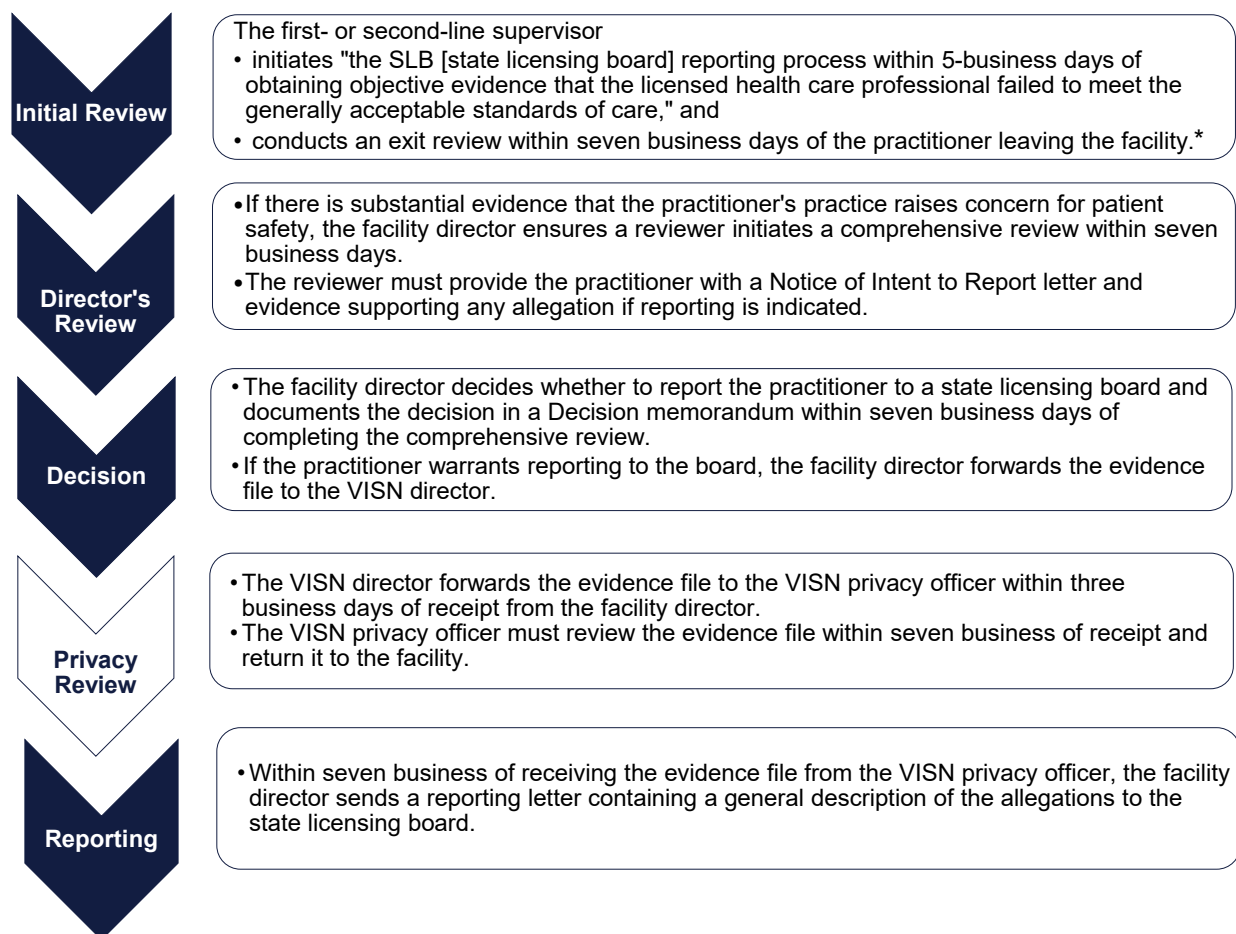 Initial Review
The first- or second-line supervisor
• initiates "the SLB [state licensing board] reporting process within 5-business days of
obtaining objective evidence that the licensed health care professional failed to meet the
generally acceptable standards of care," and
• conducts an exit review within seven business days of the practitioner leaving the facility.*
Director's
Review
•If there is substantial evidence that the practitioner's practice raises concern for patient
safety, the facility director ensures a reviewer initiates a comprehensive review within seven
business days.
•The reviewer must provide the practitioner with a Notice of Intent to Report letter and
evidence supporting any allegation if reporting is indicated.
Decision
•The facility director decides whether to report the practitioner to a state licensing board and
documents the decision in a Decision memorandum within seven business days of
completing the comprehensive review.
•If the practitioner warrants reporting to the board, the facility director forwards the evidence
file to the VISN director.
Privacy
Review
•The VISN director forwards the evidence file to the VISN privacy officer within three
business days of receipt from the facility director.
•The VISN privacy officer must review the evidence file within seven business of receipt and
return it to the facility.
Reporting
•Within seven business of receiving the evidence file from the VISN privacy officer, the facility
director sends a reporting letter containing a general description of the allegations to the
state licensing board.